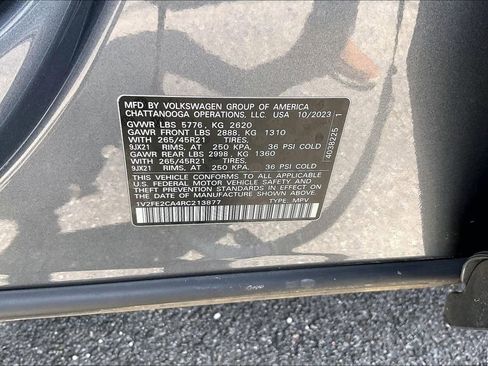 MFD BY VOLKSWAGEN GROUP OF AMERICA
CHATTANOOGA OPERATIONS, LLC. USA 10/2023
GVWR LBS 5776, KG 2620
GAWR FRONT LBS 2888, KG 1310
WITH 265/45R21 TIRES,
9JX21 RIMS, AT 250 KPA, 36 PSI COLD
GAWR REAR LBS 2998, KG 1360
WITH 265/45R21 TIRES,
9JX21 RIMS, AT 250 KPA, 36 PSI COLD
THIS VEHICLE CONFORMS TO ALL APPLICABLE
U.S. FEDERAL MOTOR VEHICLE SAFETY STANDARDS IN EFFECT ON THE
DATE OF MANUFACTURE SHOWN ABOVE.
1V2FE2CA4RC213877 TYPE: MPV
4038225 1